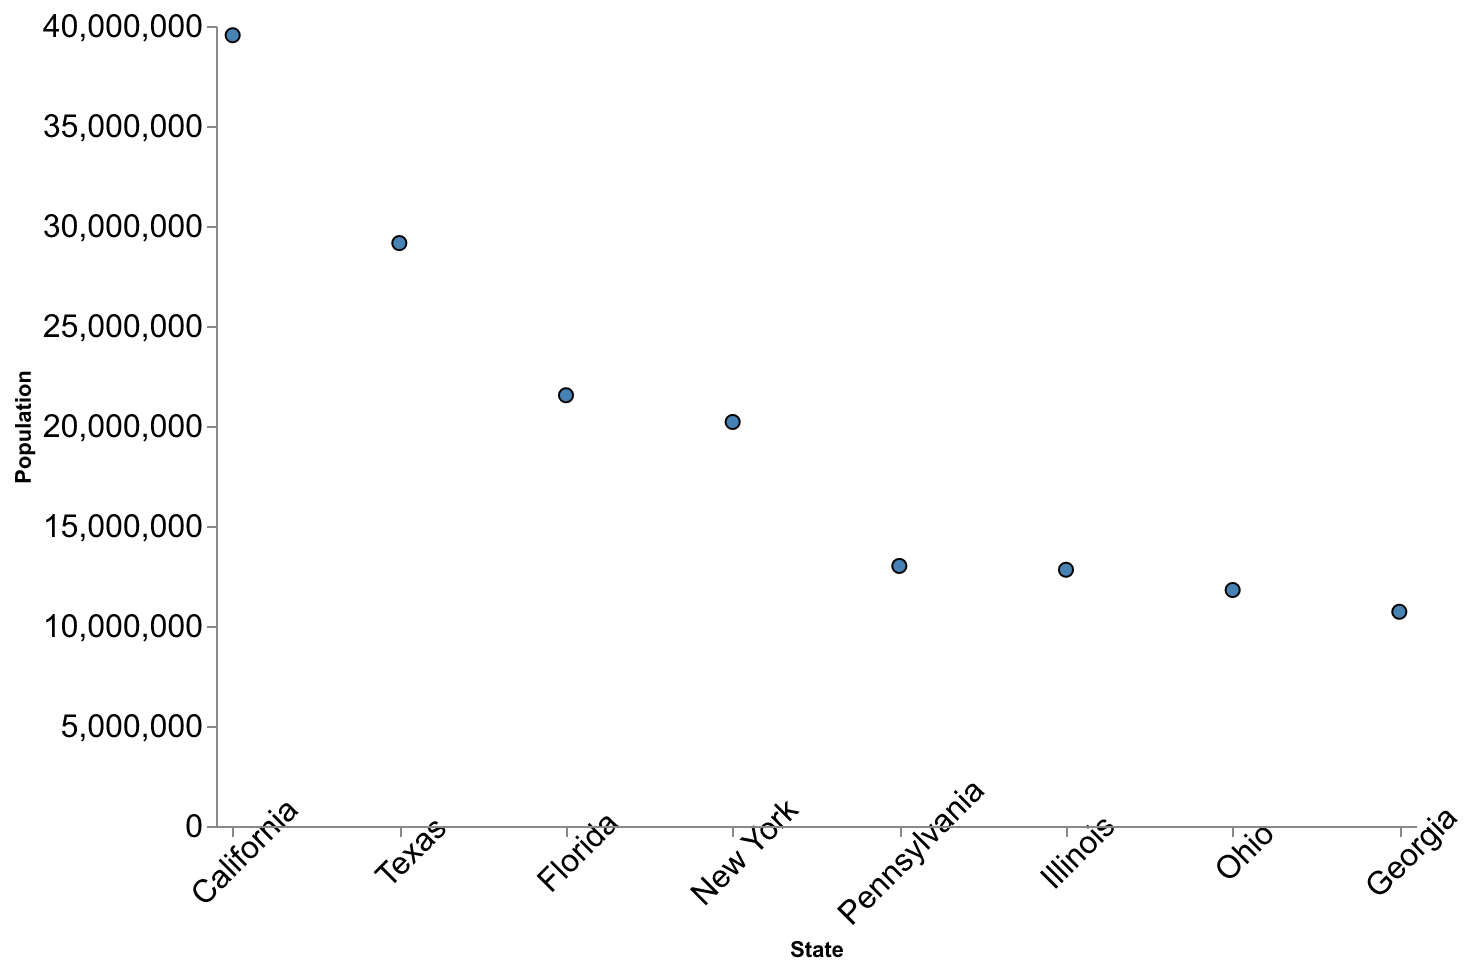 40,000,000
35,000,000
30,000,000
25,000,000
20,000,000
15,000,000
10,000,000
5,000,000
0
Population
California
Texas
Florida
New York
Pennsylvania
Illinois
Ohio
Georgia
State